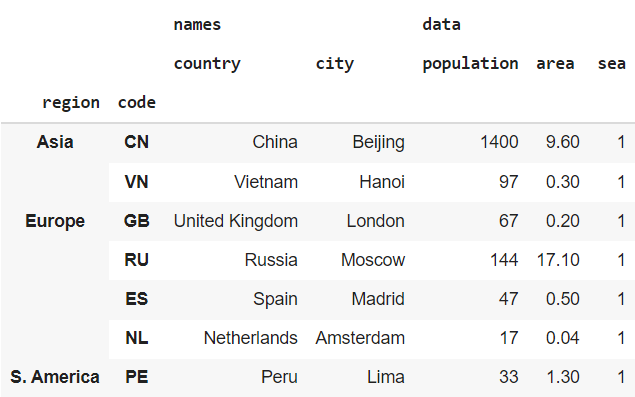 names data
country city population area sea
region code
Asia CN China Beijing 1400 9.60 1
VN Vietnam Hanoi 97 0.30 1
Europe GB United Kingdom London 67 0.20 1
RU Russia Moscow 144 17.10 1
ES Spain Madrid 47 0.50 1
NL Netherlands Amsterdam 17 0.04 1
S. America PE Peru Lima 33 1.30 1